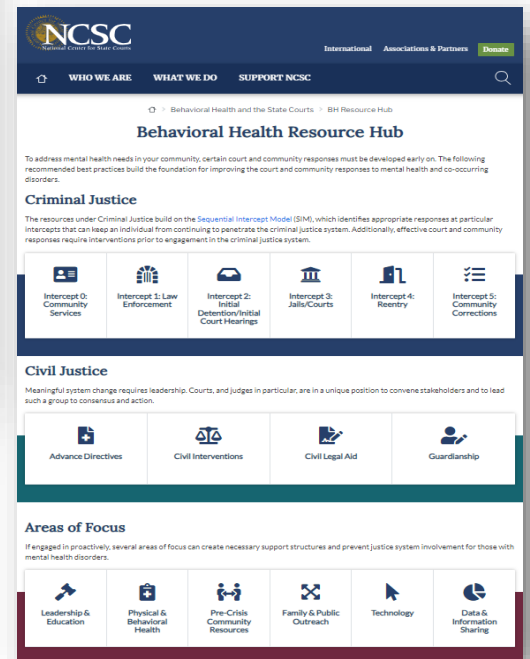 NCSC
National Center for State Courts
International Associations & Partners Donate
WHO WE ARE WHAT WE DO SUPPORT NCSC
> Behavioral Health and the State Courts > BH Resource Hub
Behavioral Health Resource Hub
To address mental health needs in your community, certain court and community responses must be developed early on. The following
recommended best practices build the foundation for improving the court and community responses to mental health and co-occurring
disorders.
Criminal Justice
The resources under Criminal Justice build on the Sequential Intercept Model (SIM), which identifies appropriate responses at particular
intercepts that can keep an individual from continuing to penetrate the criminal justice system. Additionally, effective court and community
responses require interventions prior to engagement in the criminal justice system.
Intercept 0:
Community
Services
Intercept 1: Law
Enforcement
Intercept 2:
Initial
Detention/Initial
Court Hearings
Intercept 3:
Jails/Courts
Intercept 4:
Reentry
Intercept 5:
Community
Corrections
Civil Justice
Meaningful system change requires leadership. Courts, and judges in particular, are in a unique position to convene stakeholders and to lead
such a group to consensus and action.
Advance Directives
Civil Interventions
Civil Legal Aid
Guardianship
Areas of Focus
If engaged in proactively, several areas of focus can create necessary support structures and prevent justice system involvement for those with
mental health disorders.
Leadership &
Education
Physical &
Behavioral
Health
Pre-Crisis
Community
Resources
Family & Public
Outreach
Technology
Data &
Information
Sharing